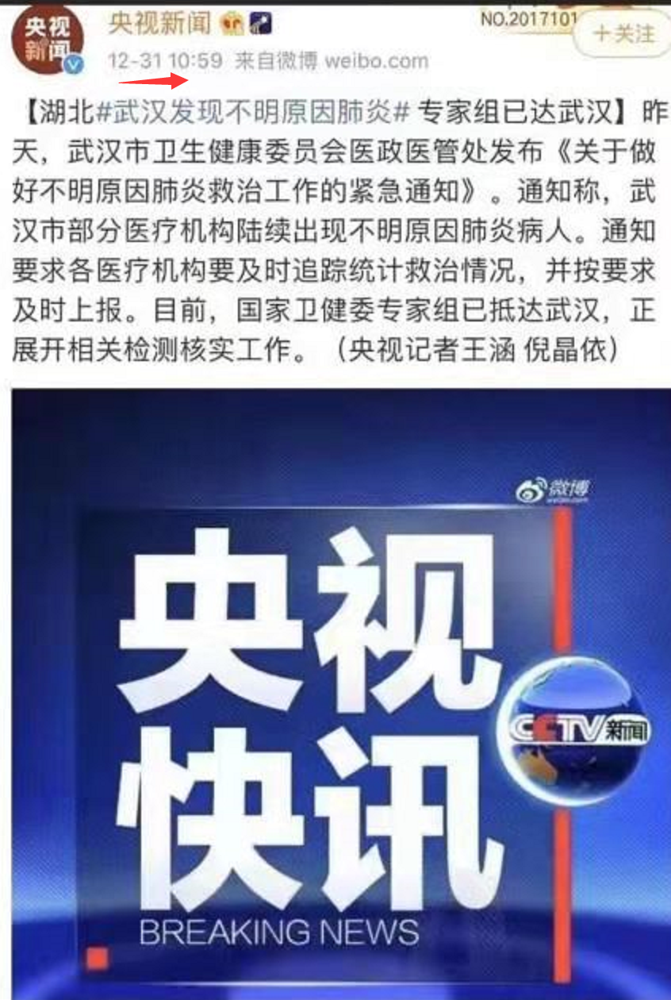 央视新闻
NO.2017101
+关注
12-31 10:59 来自微博 weibo.com
【湖北#武汉发现不明原因肺炎# 专家组已达武汉】昨
天，武汉市卫生健康委员会医政医管处发布《关于做
好不明原因肺炎救治工作的紧急通知》。通知称，武
汉市部分医疗机构陆续出现不明原因肺炎病人。通知
要求各医疗机构要及时追踪统计救治情况，并按要求
及时上报。目前，国家卫健委专家组已抵达武汉，正
展开相关检测核实工作。（央视记者王涵 倪晶依）
微博
央视
CCTV新闻
快讯
BREAKING NEWS
央视
新闻